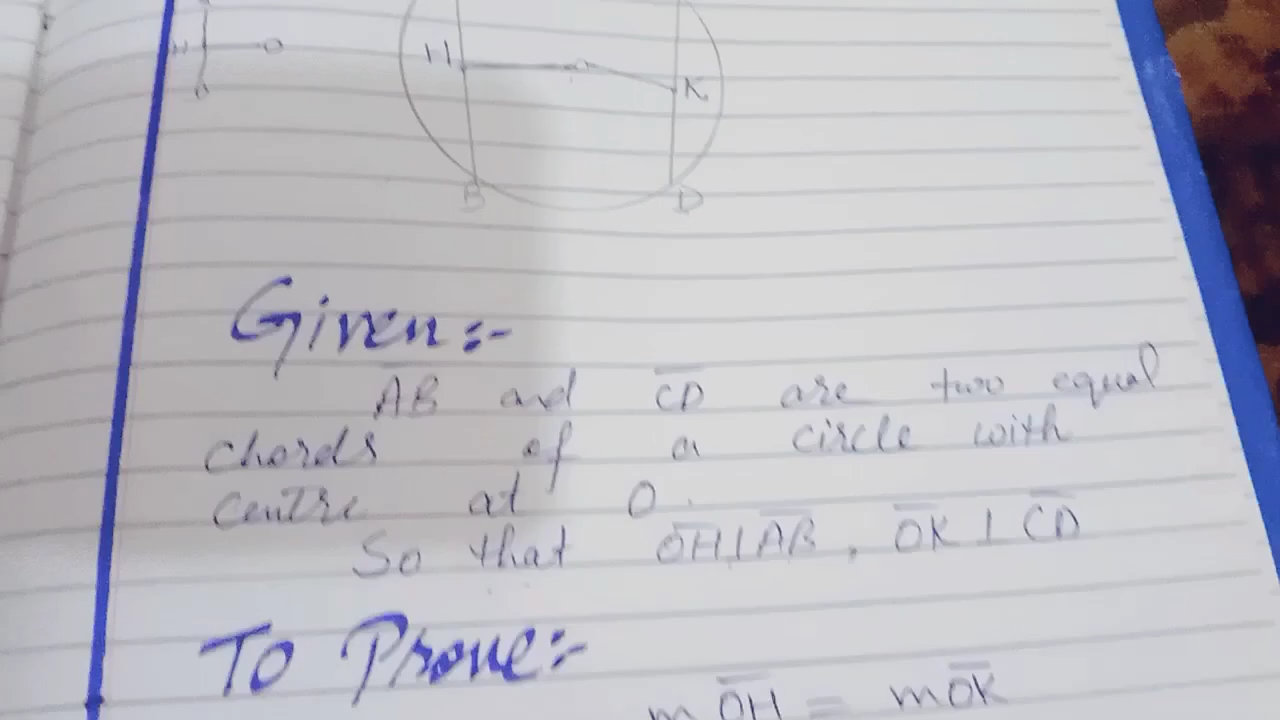 H
K
B D
Given:-
AB and CD are two equal
chords of a circle with
centre at O.
So that OH⊥AB, OK⊥CD
To Prove:-
mOH = mOK